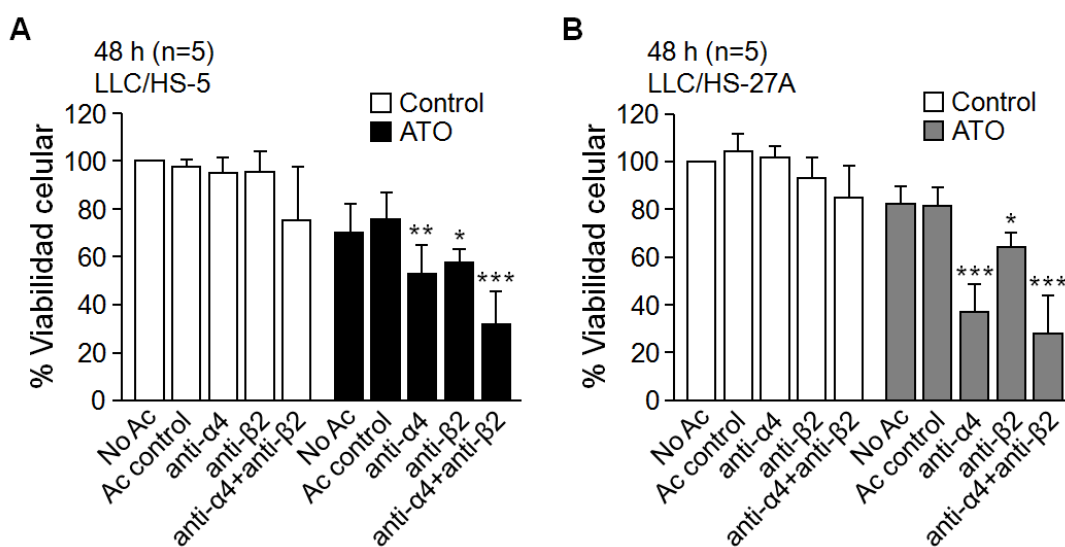 A
48 h (n=5)
LLC/HS-5
Control
ATO
% Viabilidad celular
120
100
80
60
40
20
0
**
*
***
No Ac
Ac control
anti-α4
anti-β2
anti-α4+anti-β2
No Ac
Ac control
anti-α4
anti-β2
anti-α4+anti-β2
B
48 h (n=5)
LLC/HS-27A
Control
ATO
% Viabilidad celular
120
100
80
60
40
20
0
***
*
***
No Ac
Ac control
anti-α4
anti-β2
anti-α4+anti-β2
No Ac
Ac control
anti-α4
anti-β2
anti-α4+anti-β2